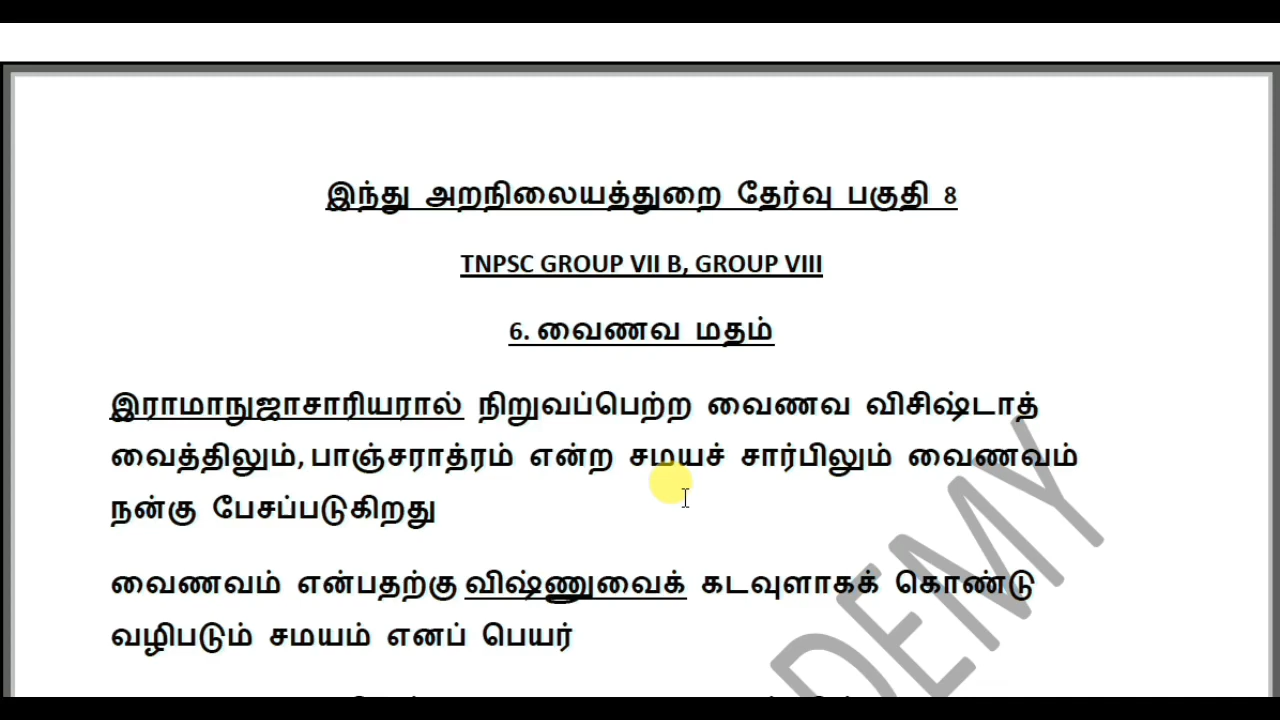 இந்து அறநிலையத்துறை தேர்வு பகுதி 8
TNPSC GROUP VII B, GROUP VIII
6. வைணவ மதம்
இராமாநுஜாசாரியரால் நிறுவப்பெற்ற வைணவ விசிஷ்டாத்
வைத்திலும், பாஞ்சராத்ரம் என்ற சமயச் சார்பிலும் வைணவம்
நன்கு பேசப்படுகிறது
வைணவம் என்பதற்கு விஷ்ணுவைக் கடவுளாகக் கொண்டு
வழிபடும் சமயம் எனப் பெயர்
DEMY